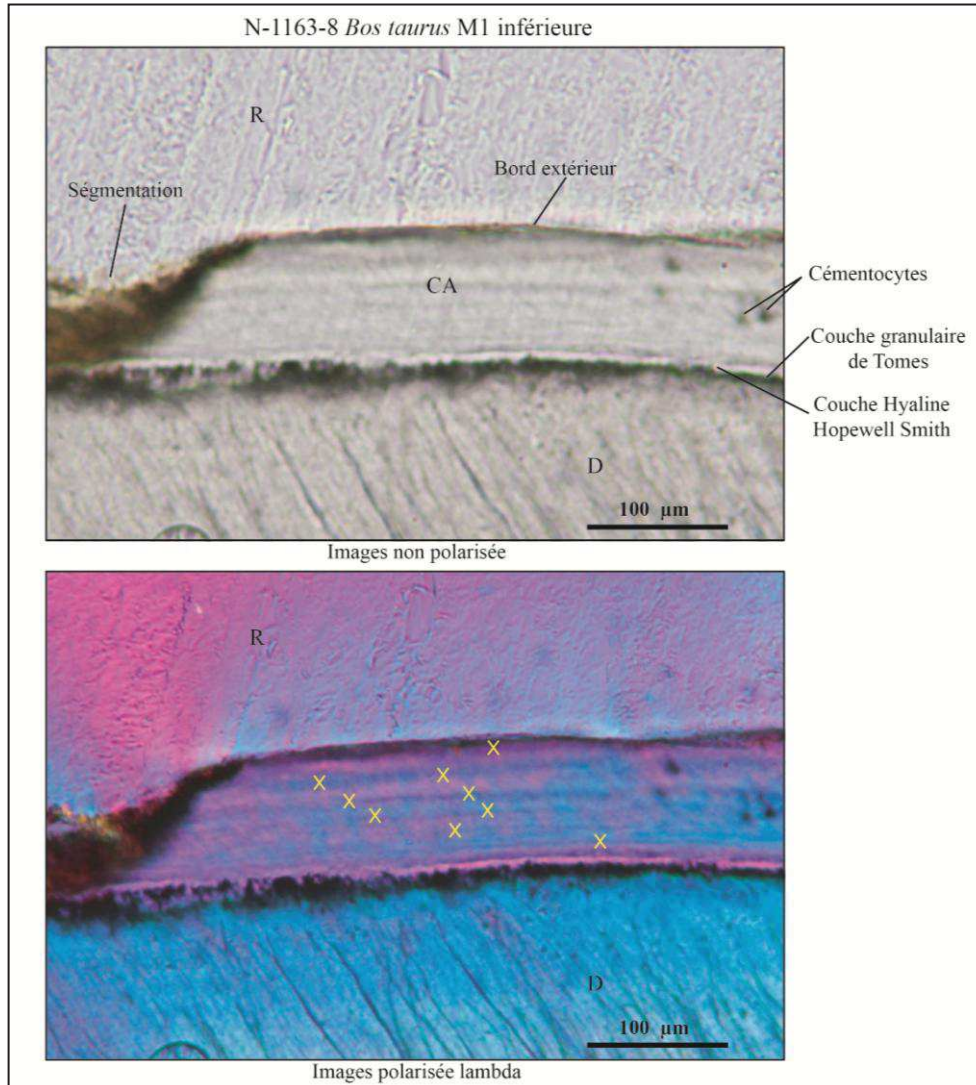 N-1163-8 Bos taurus M1 inférieure
R
Bord extérieur
Ségmentation
CA
Cémentocytes
Couche granulaire
de Tomes
Couche Hyaline
Hopewell Smith
D
100 µm
Images non polarisée
R
X
X
X
X
X
X
X
X
X
D
100 µm
Images polarisée lambda